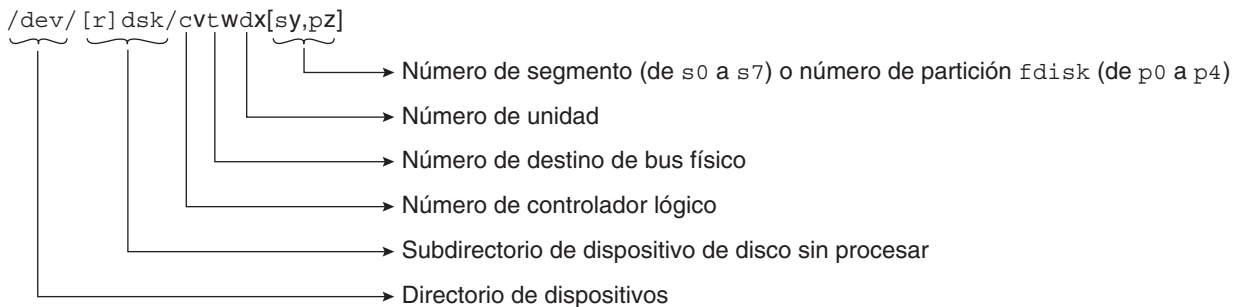 /dev/[r]dsk/cvtwdx[sy,pz]
Número de segmento (de s0 a s7) o número de partición fdisk (de p0 a p4)
Número de unidad
Número de destino de bus físico
Número de controlador lógico
Subdirectorio de dispositivo de disco sin procesar
Directorio de dispositivos